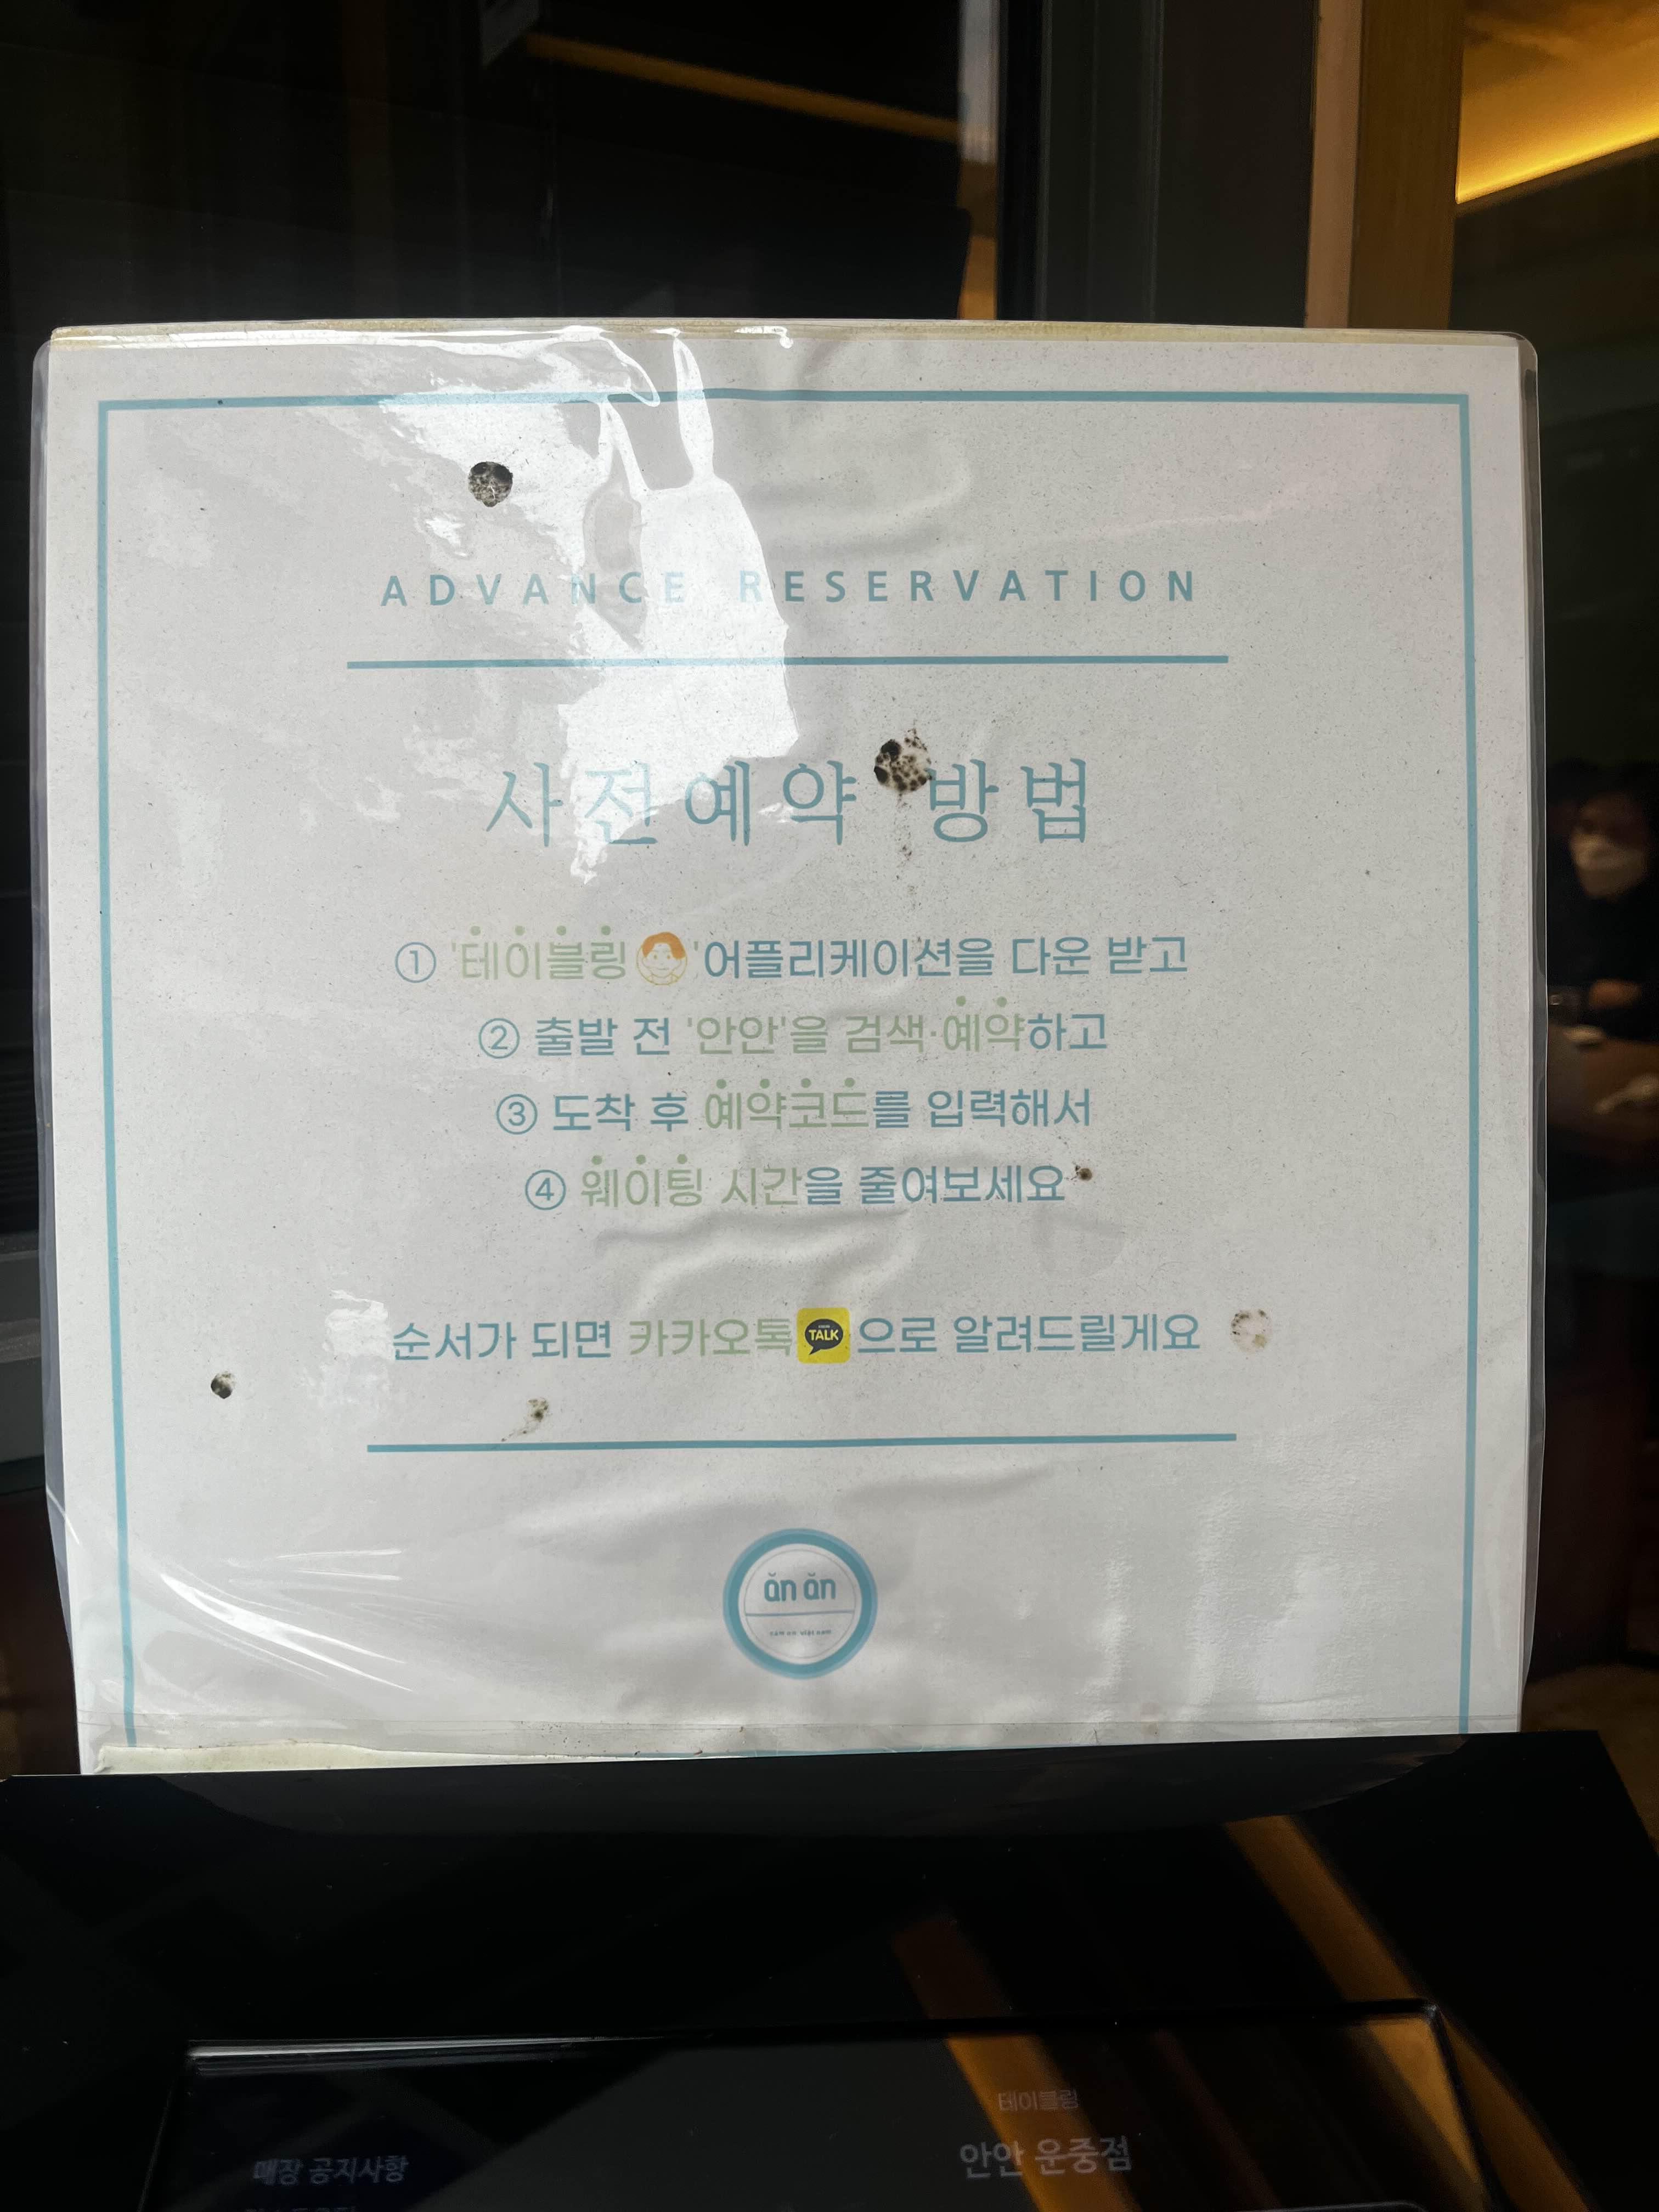 ADVANCE RESERVATION
사전예약 방법
① '테이블링'어플리케이션을 다운 받고
② 출발 전 '안안'을 검색·예약하고
③ 도착 후 예약코드를 입력해서
④ 웨이팅 시간을 줄여보세요
순서가 되면 카카오톡 TALK 으로 알려드릴게요
ăn ăn
테이블링
안안 운중점
매장 공지사항